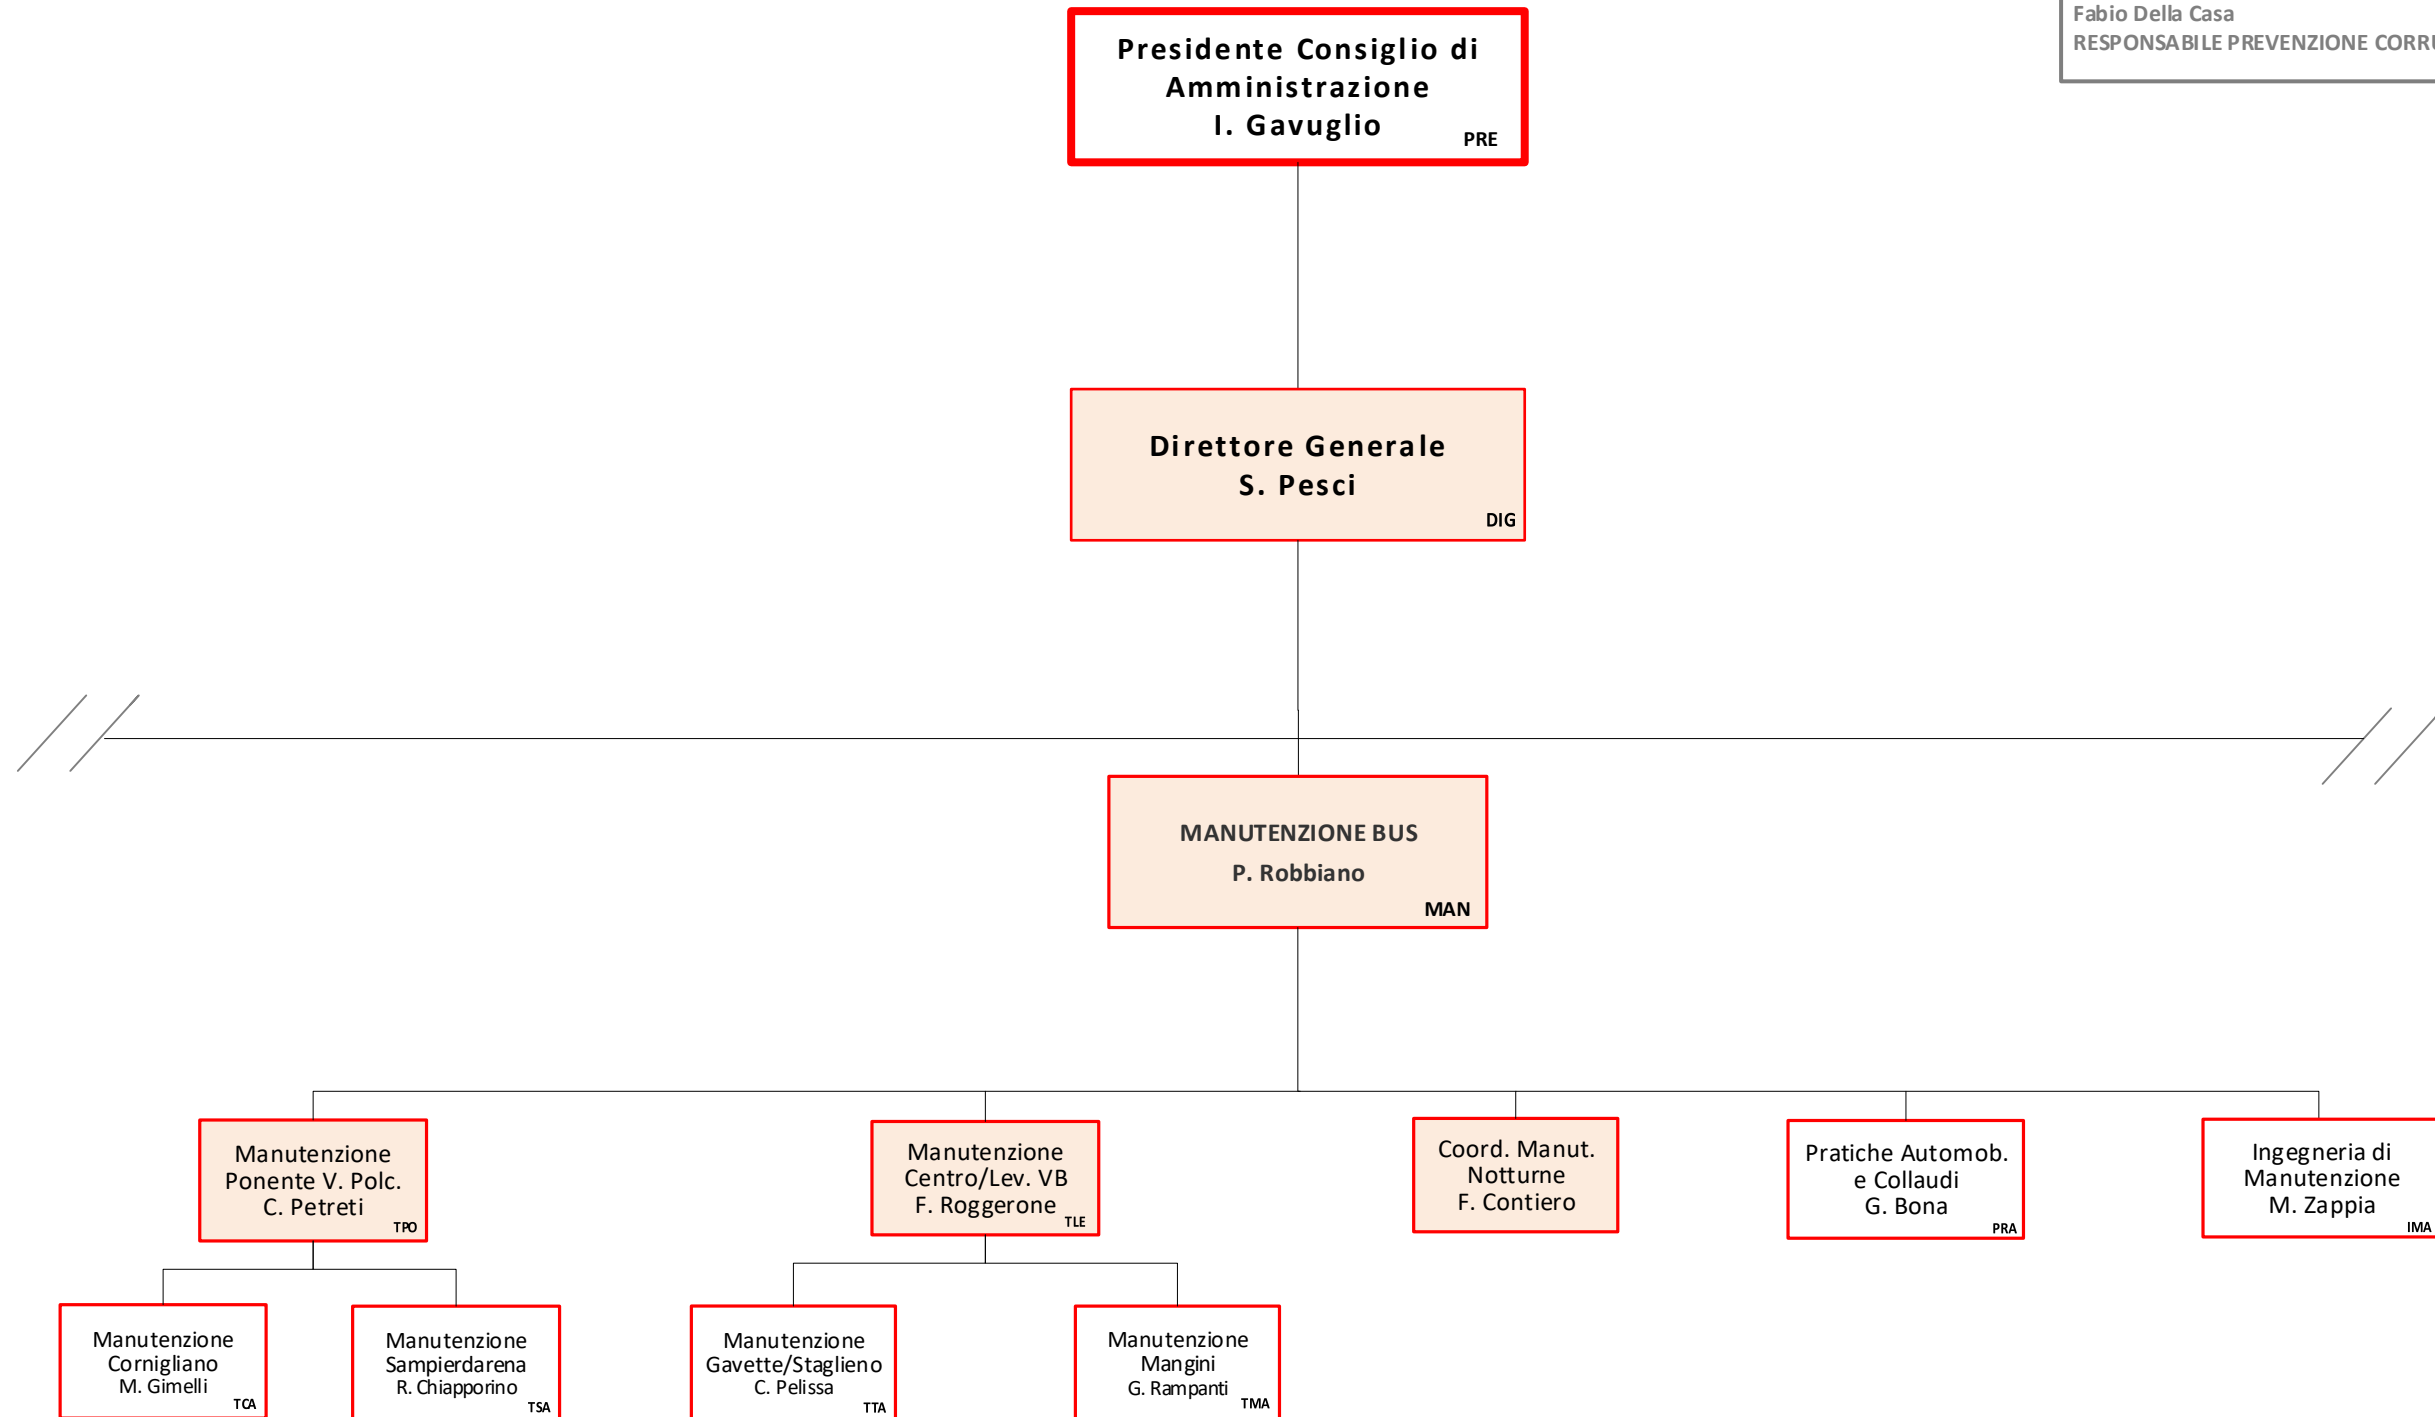 Fabio Della Casa
RESPONSABILE PREVENZIONE
Presidente Consiglio di
Amministrazione
I. Gavuglio
PRE
Direttore Generale
S. Pesci
DIG
MANUTENZIONE BUS
P. Robbiano
MAN
Manutenzione
Ponente V. Polc.
C. Petreti
TPO
Manutenzione
Centro/Lev. VB
F. Roggerone
TLE
Coord. Manut.
Notturne
F. Contiero
Pratiche Automob.
e Collaudi
G. Bona
PRA
Ingegneria di
Manutenzione
M. Zappia
IMA
Manutenzione
Cornigliano
M. Gimelli
TCA
Manutenzione
Sampierdarena
R. Chiapporino
TSA
Manutenzione
Gavette/Staglieno
C. Pelissa
TTA
Manutenzione
Mangini
G. Rampanti
TMA